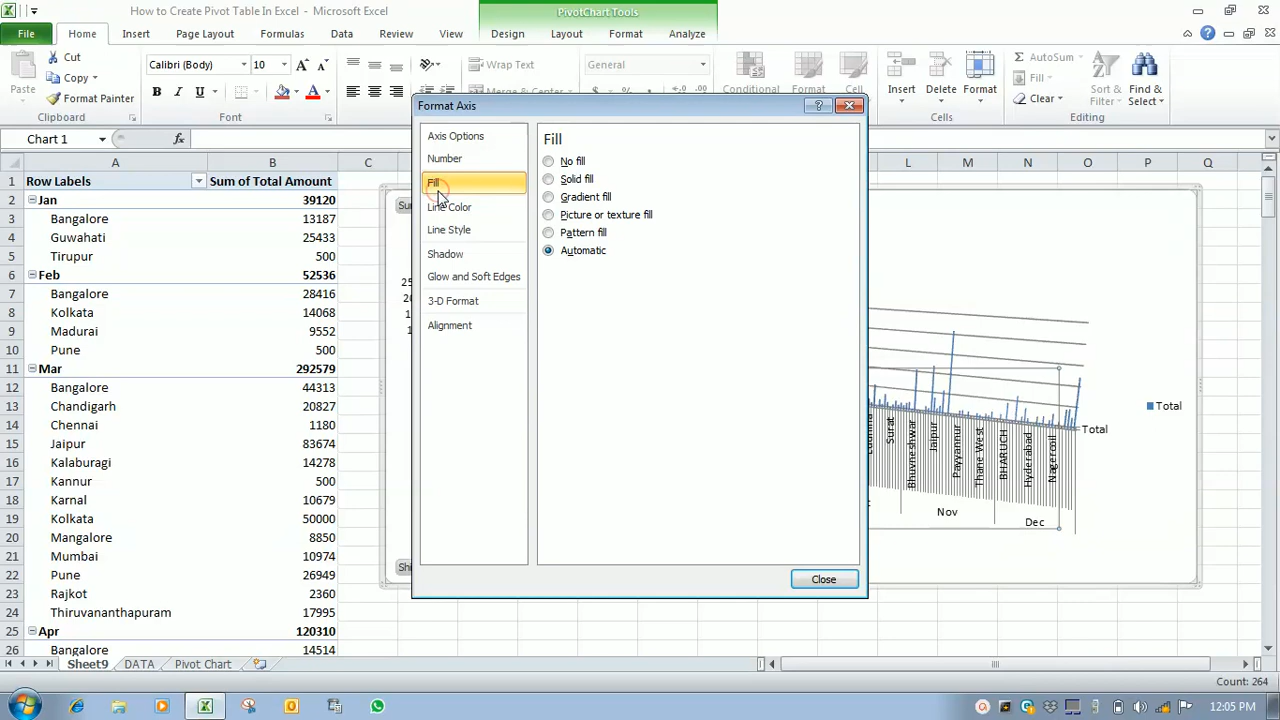 How to Create Pivot Table In Excel - Microsoft Excel
PivotChart Tools
File Home Insert Page Layout Formulas Data Review View Design Layout Format Analyze
Paste
Cut
Copy
Format Painter
Clipboard
Calibri (Body) 10
B I U
Font
Wrap Text
Merge & Center
General
Conditional
Format
Cell
Insert Delete Format
Cells
AutoSum
Fill
Clear
Sort & Filter
Find & Select
Editing
Chart 1
fx
A B C L M N O P Q
1 Row Labels Sum of Total Amount
2 Jan 39120
3 Bangalore 13187
4 Guwahati 25433
5 Tirupur 500
6 Feb 52536
7 Bangalore 28416
8 Kolkata 14068
9 Madurai 9552
10 Pune 500
11 Mar 292579
12 Bangalore 44313
13 Chandigarh 20827
14 Chennai 1180
15 Jaipur 83674
16 Kalaburagi 14278
17 Kannur 500
18 Karnal 10679
19 Kolkata 50000
20 Mangalore 8850
21 Mumbai 10974
22 Pune 26949
23 Rajkot 2360
24 Thiruvananthapuram 17995
25 Apr 120310
26 Bangalore 14514
Format Axis
Axis Options
Number
Fill
Line Color
Line Style
Shadow
Glow and Soft Edges
3-D Format
Alignment
Fill
No fill
Solid fill
Gradient fill
Picture or texture fill
Pattern fill
Automatic
Close
Surat
Bhuvneshwar
Jaipur
Payyannur
Thane West
BHARUCH
Hyderabad
Nagercoil
Nov
Dec
Total
Total
Sheet9 DATA Pivot Chart
Count: 264
100%
12:05 PM